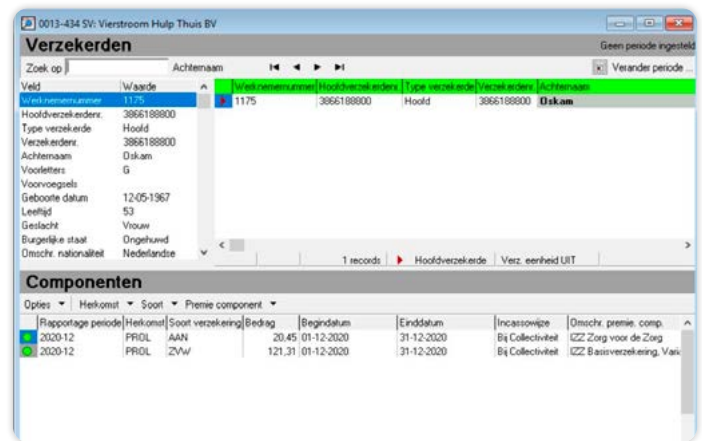 0013-434 SV: Vierstroom Hulp Thuis BV
Verzekerden
Geen periode ingesteld
Zoek op Achternaam Verander periode ...
Veld Waarde Werknemernummer Hoofdverzekerdenr. Type verzekerde Verzekerdenr. Achternaam
Werknemernummer 1175 1175 3866188800 Hoofd 3866188800 Oskam
Hoofdverzekerdenr. 3866188800
Type verzekerde Hoofd
Verzekerdenr. 3866188800
Achternaam Oskam
Voorletters G
Voorvoegsels
Geboorte datum 12-05-1967
Leeftijd 53
Geslacht Vrouw
Burgerlijke staat Ongehuwd
Omschr. nationaliteit Nederlandse
1 records Hoofdverzekerde Verz. eenheid UIT
Componenten
Opties Herkomst Soort Premie component
Rapportage periode Herkomst Soort verzekering Bedrag Begindatum Einddatum Incassowijze Omschr. premie. comp.
2020-12 PROL AAN 20,45 01-12-2020 31-12-2020 Bij Collectiviteit IZZ Zorg voor de Zorg
2020-12 PROL ZVW 121,31 01-12-2020 31-12-2020 Bij Collectiviteit IZZ Basisverzekering, Vari